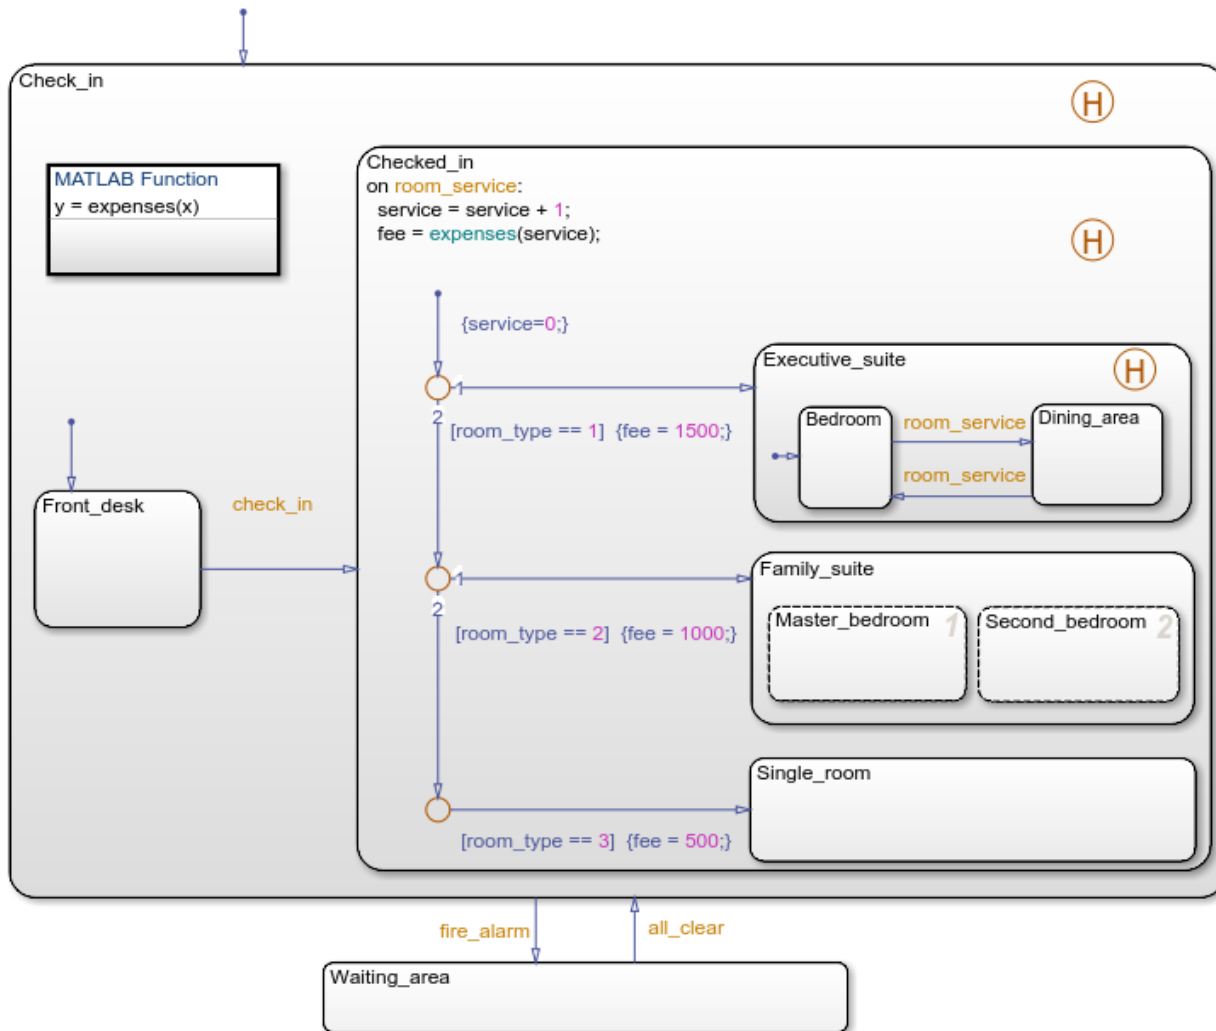 Check_in
H
MATLAB Function
y = expenses(x)
Checked_in
on room_service:
service = service + 1;
fee = expenses(service);
H
{service=0;}
1
2
[room_type == 1] {fee = 1500;}
Executive_suite
H
Bedroom
room_service
Dining_area
room_service
Front_desk
check_in
1
2
[room_type == 2] {fee = 1000;}
Family_suite
Master_bedroom 1
Second_bedroom 2
Single_room
[room_type == 3] {fee = 500;}
fire_alarm
all_clear
Waiting_area